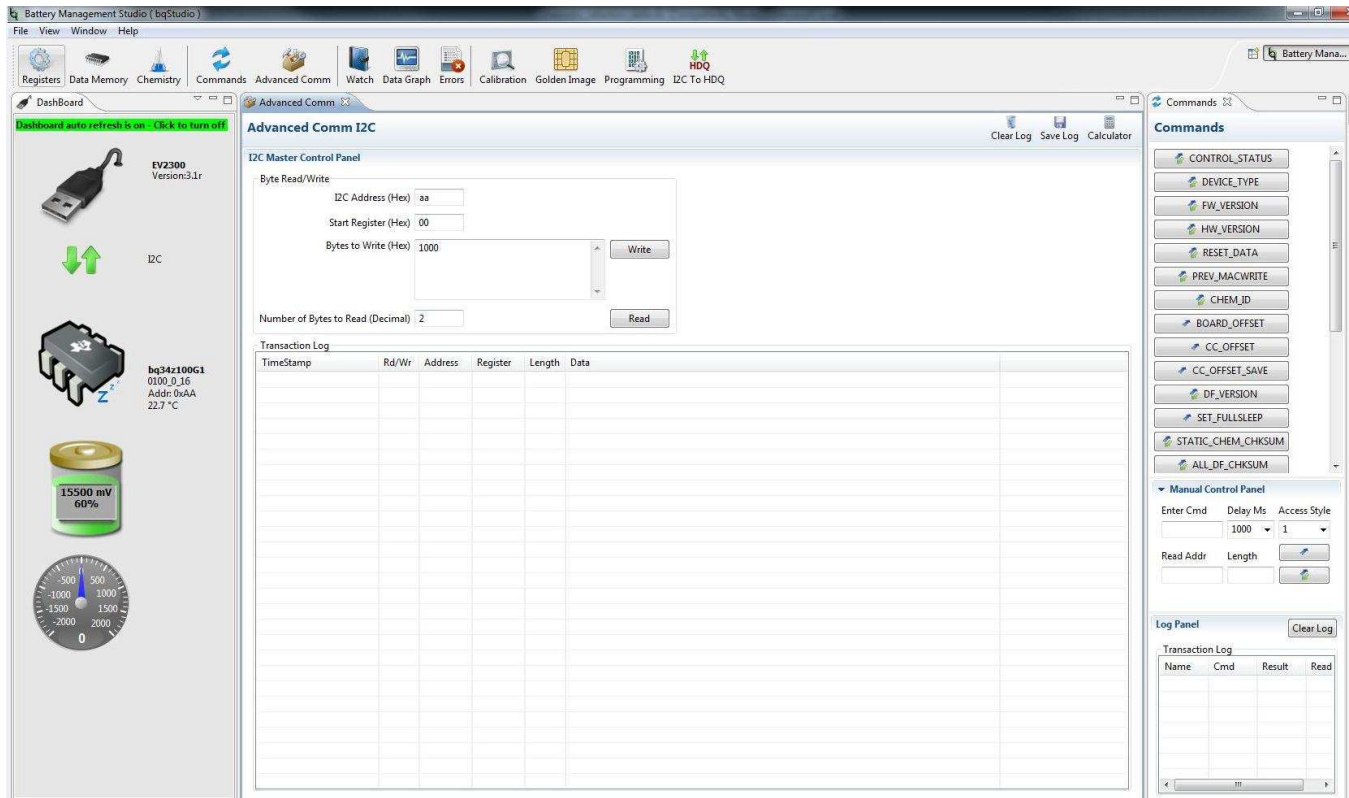 Battery Management Studio ( bqStudio )
File View Window Help
Registers Data Memory Chemistry Commands Advanced Comm Watch Data Graph Errors Calibration Golden Image Programming I2C To HDQ
HDQ
Battery Mana...
DashBoard
Dashboard auto refresh is on - Click to turn off
EV2300
Version:3.1r
I2C
bq34z100G1
0100_0_16
Addr: 0xAA
22.7 °C
z z
15500 mV
60%
-500 500
-1000 1000
-1500 1500
-2000 2000
0
Advanced Comm
Advanced Comm I2C
Clear Log Save Log Calculator
I2C Master Control Panel
Byte Read/Write
I2C Address (Hex) aa
Start Register (Hex) 00
Bytes to Write (Hex) 1000
Write
Number of Bytes to Read (Decimal) 2
Read
Transaction Log
TimeStamp Rd/Wr Address Register Length Data
Commands
Commands
CONTROL_STATUS
DEVICE_TYPE
FW_VERSION
HW_VERSION
RESET_DATA
PREV_MACWRITE
CHEM_ID
BOARD_OFFSET
CC_OFFSET
CC_OFFSET_SAVE
DF_VERSION
SET_FULLSLEEP
STATIC_CHEM_CHKSUM
ALL_DF_CHKSUM
Manual Control Panel
Enter Cmd Delay Ms Access Style
1000 1
Read Addr Length
Log Panel
Clear Log
Transaction Log
Name Cmd Result Read